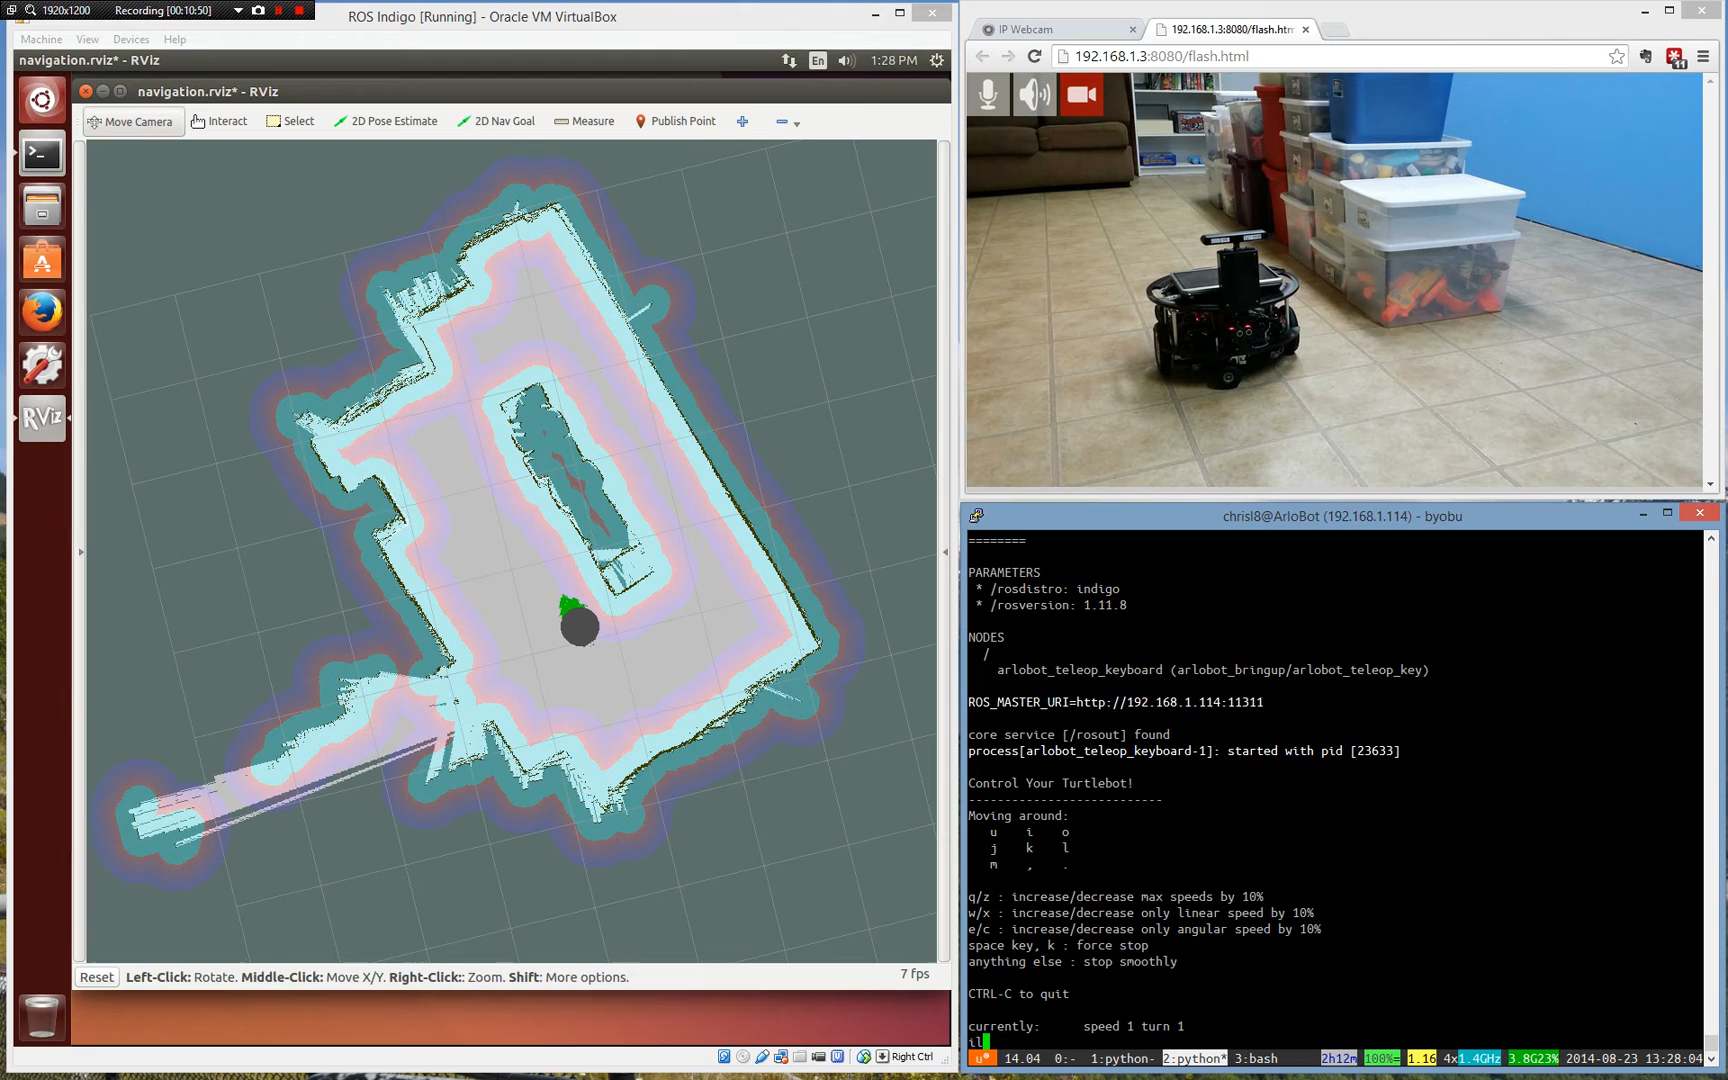 1920x1200 Recording [00:10:50]
ROS Indigo [Running] - Oracle VM VirtualBox
Machine View Devices Help
navigation.rviz* - RViz
En 1:28 PM
navigation.rviz* - RViz
Move Camera Interact Select 2D Pose Estimate 2D Nav Goal Measure Publish Point
RViz
Reset Left-Click: Rotate. Middle-Click: Move X/Y. Right-Click:: Zoom. Shift: More options. 7 fps
Right Ctrl
IP Webcam 192.168.1.3:8080/flash.htm
192.168.1.3:8080/flash.html
11
chrisl8@ArloBot (192.168.1.114) - byobu
========
PARAMETERS
* /rosdistro: indigo
* /rosversion: 1.11.8
NODES
/
arlobot_teleop_keyboard (arlobot_bringup/arlobot_teleop_key)
ROS_MASTER_URI=http://192.168.1.114:11311
core service [/rosout] found
process[arlobot_teleop_keyboard-1]: started with pid [23633]
Control Your Turtlebot!
---------------------------
Moving around:
u i o
j k l
m , .
q/z : increase/decrease max speeds by 10%
w/x : increase/decrease only linear speed by 10%
e/c : increase/decrease only angular speed by 10%
space key, k : force stop
anything else : stop smoothly
CTRL-C to quit
currently: speed 1 turn 1
il
u* 14.04 0:- 1:python- 2:python* 3:bash 2h12m 100%= 1.16 4x1.4GHz 3.8G23% 2014-08-23 13:28:04